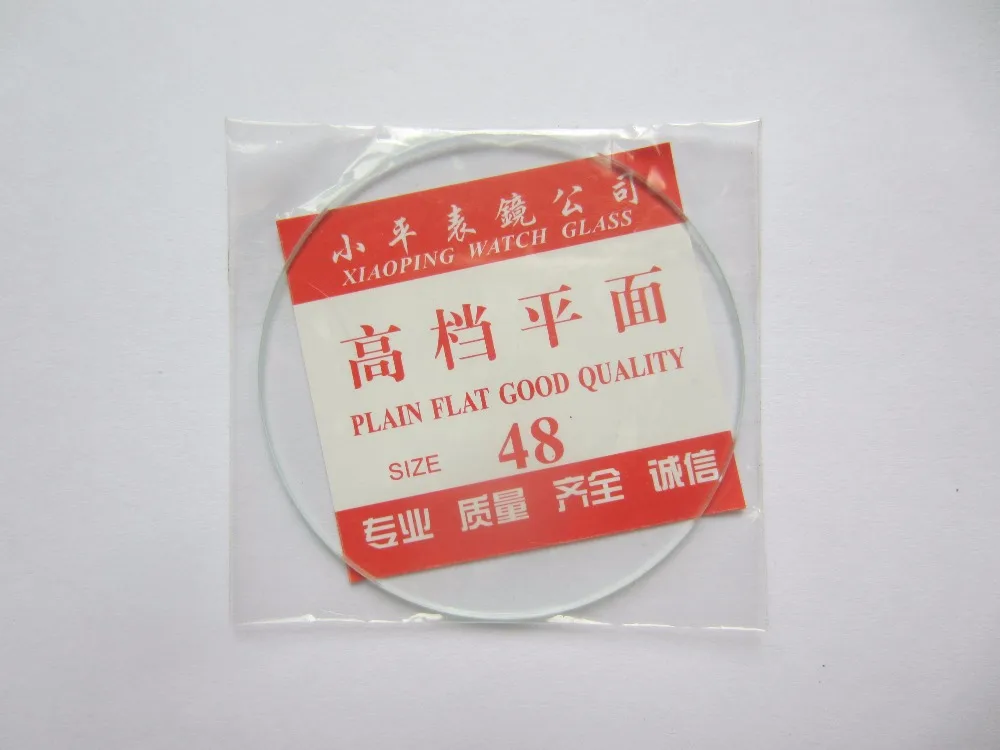 小平表鏡公司
XIAOPING WATCH GLASS
高档平面
PLAIN FLAT GOOD QUALITY
SIZE 48
专业 质量 齐全 诚信